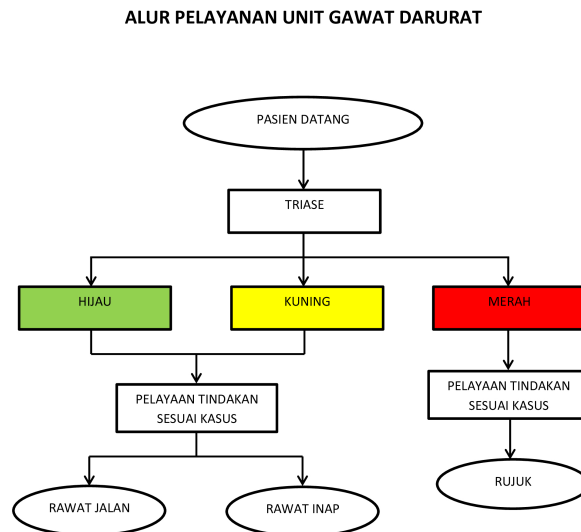 ALUR PELAYANAN UNIT GAWAT DARURAT
PASIEN DATANG
TRIASE
HIJAU
KUNING
MERAH
PELAYAAN TINDAKAN
SESUAI KASUS
PELAYAAN TINDAKAN
SESUAI KASUS
RAWAT JALAN
RAWAT INAP
RUJUK